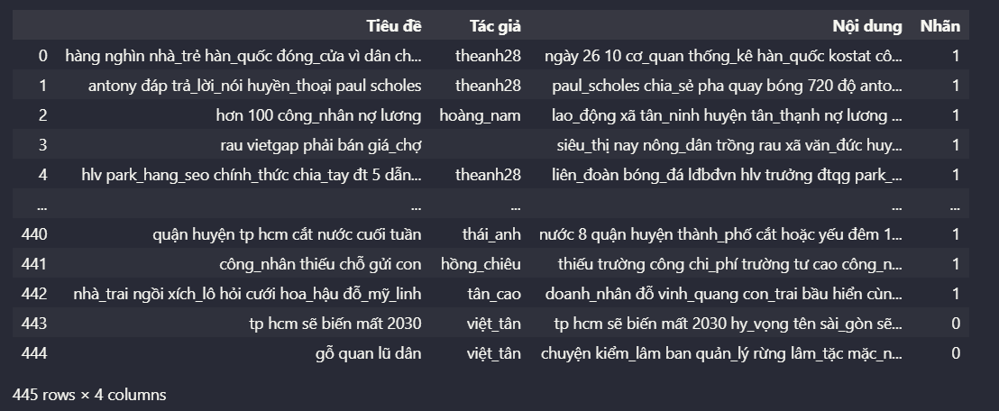 Tiêu đề Tác giả Nội dung Nhãn
0 hàng nghìn nhà_trẻ hàn_quốc đóng_cửa vì dân ch... theanh28 ngày 26 10 cơ_quan thống_kê hàn_quốc kostat cô... 1
1 antony đáp trả_lời_nói huyền_thoại paul scholes theanh28 paul_scholes chia_sẻ pha quay bóng 720 độ anto... 1
2 hơn 100 công_nhân nợ lương hoàng_nam lao_động xã tân_ninh huyện tân_thạnh nợ lương ... 1
3 rau vietgap phải bán giá_chợ siêu_thị nay nông_dân trồng rau xã văn_đức huy... 1
4 hlv park_hang_seo chính_thức chia_tay đt 5 dẫn... theanh28 liên_đoàn bóng_đá lđbđvn hlv trưởng đtqg park_... 1
... ... ... ... ...
440 quận huyện tp hcm cắt nước cuối tuần thái_anh nước 8 quận huyện thành_phố cắt hoặc yếu đêm 1... 1
441 công_nhân thiếu chỗ gửi con hồng_chiêu thiếu trường công chi_phí trường tư cao công_n... 1
442 nhà_trai ngồi xích_lô hỏi cưới hoa_hậu đỗ_mỹ_linh tân_cao doanh_nhân đỗ vinh_quang con_trai bầu hiển cùn... 1
443 tp hcm sẽ biến mất 2030 việt_tân tp hcm sẽ biến mất 2030 hy_vọng tên sài_gòn sẽ... 0
444 gỗ quan lũ dân việt_tân chuyện kiểm_lâm ban quản_lý rừng lâm_tặc mặc_n... 0
445 rows × 4 columns